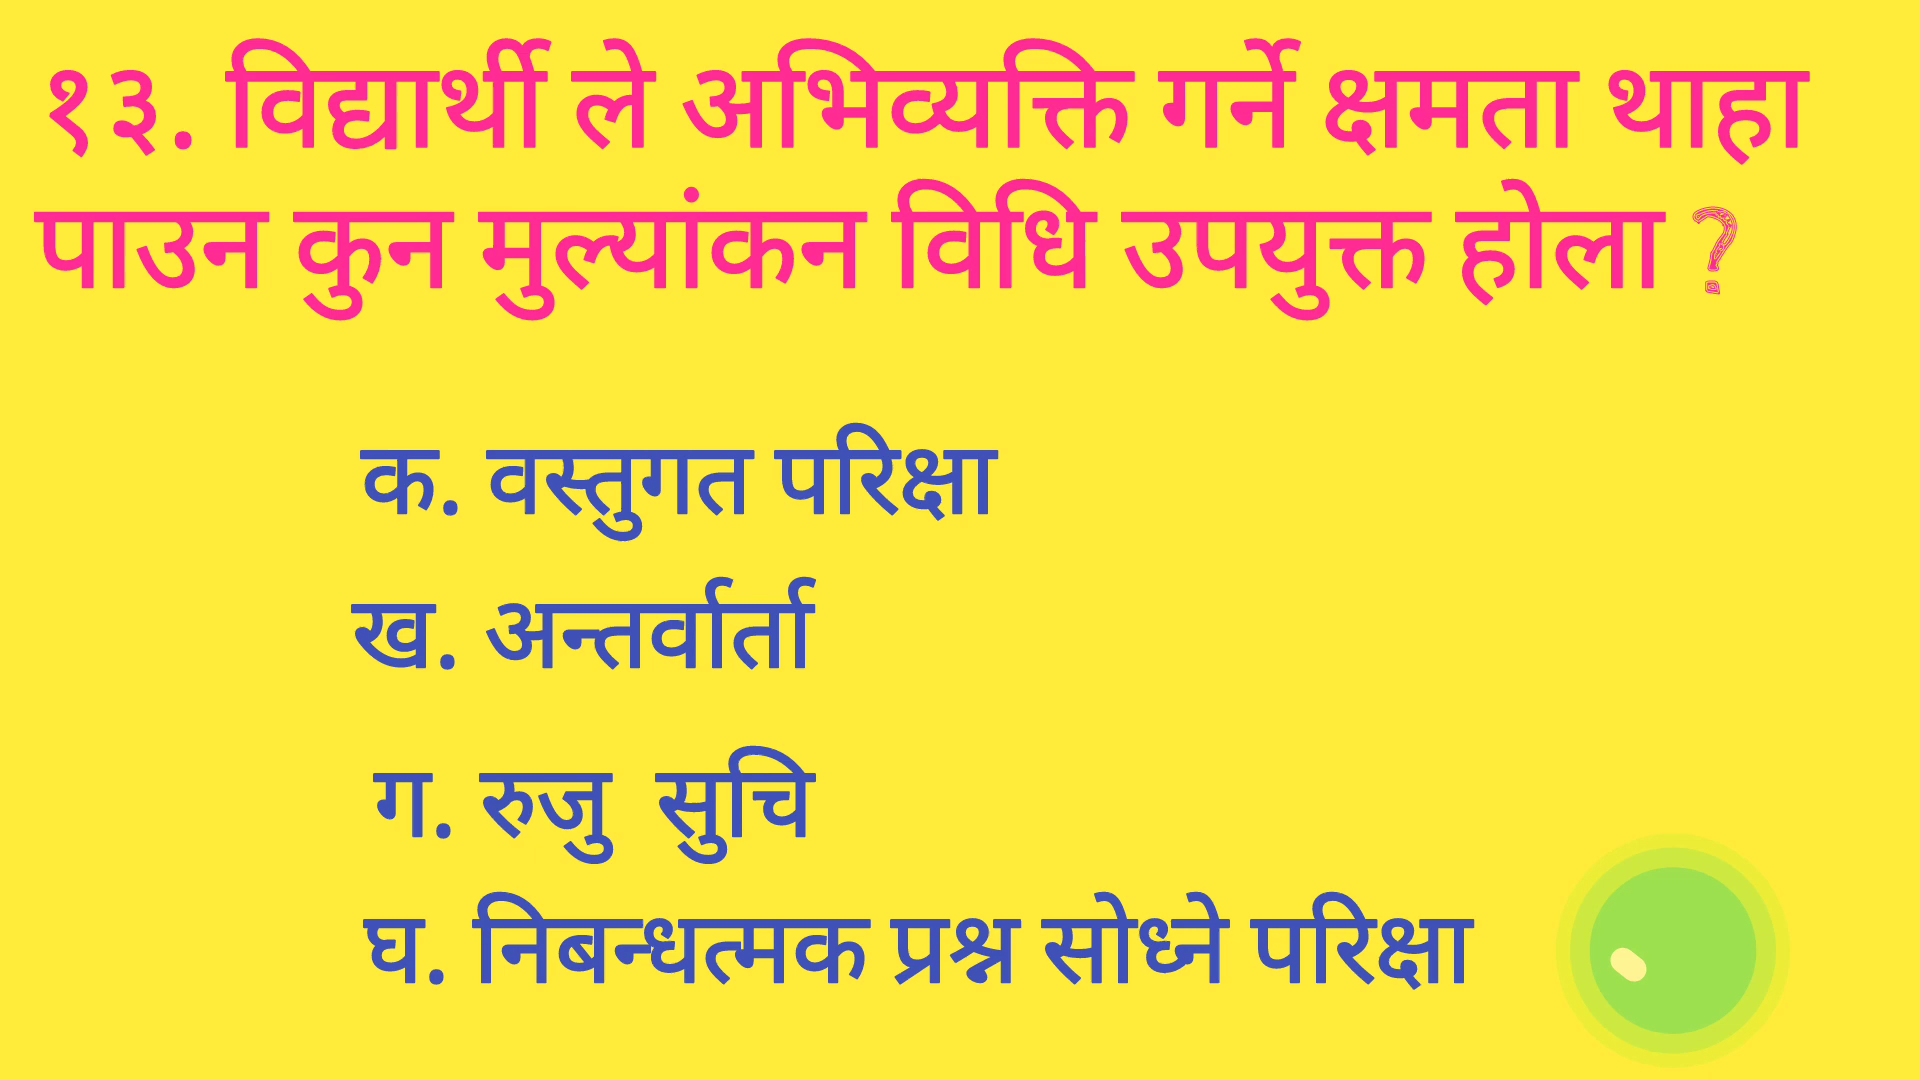 १३. विद्यार्थी ले अभिव्यक्ति गर्ने क्षमता थाहा
पाउन कुन मुल्यांकन विधि उपयुक्त होला ?
क. वस्तुगत परिक्षा
ख. अन्तर्वार्ता
ग. रुजु सुचि
घ. निबन्धत्मक प्रश्न सोध्ने परिक्षा